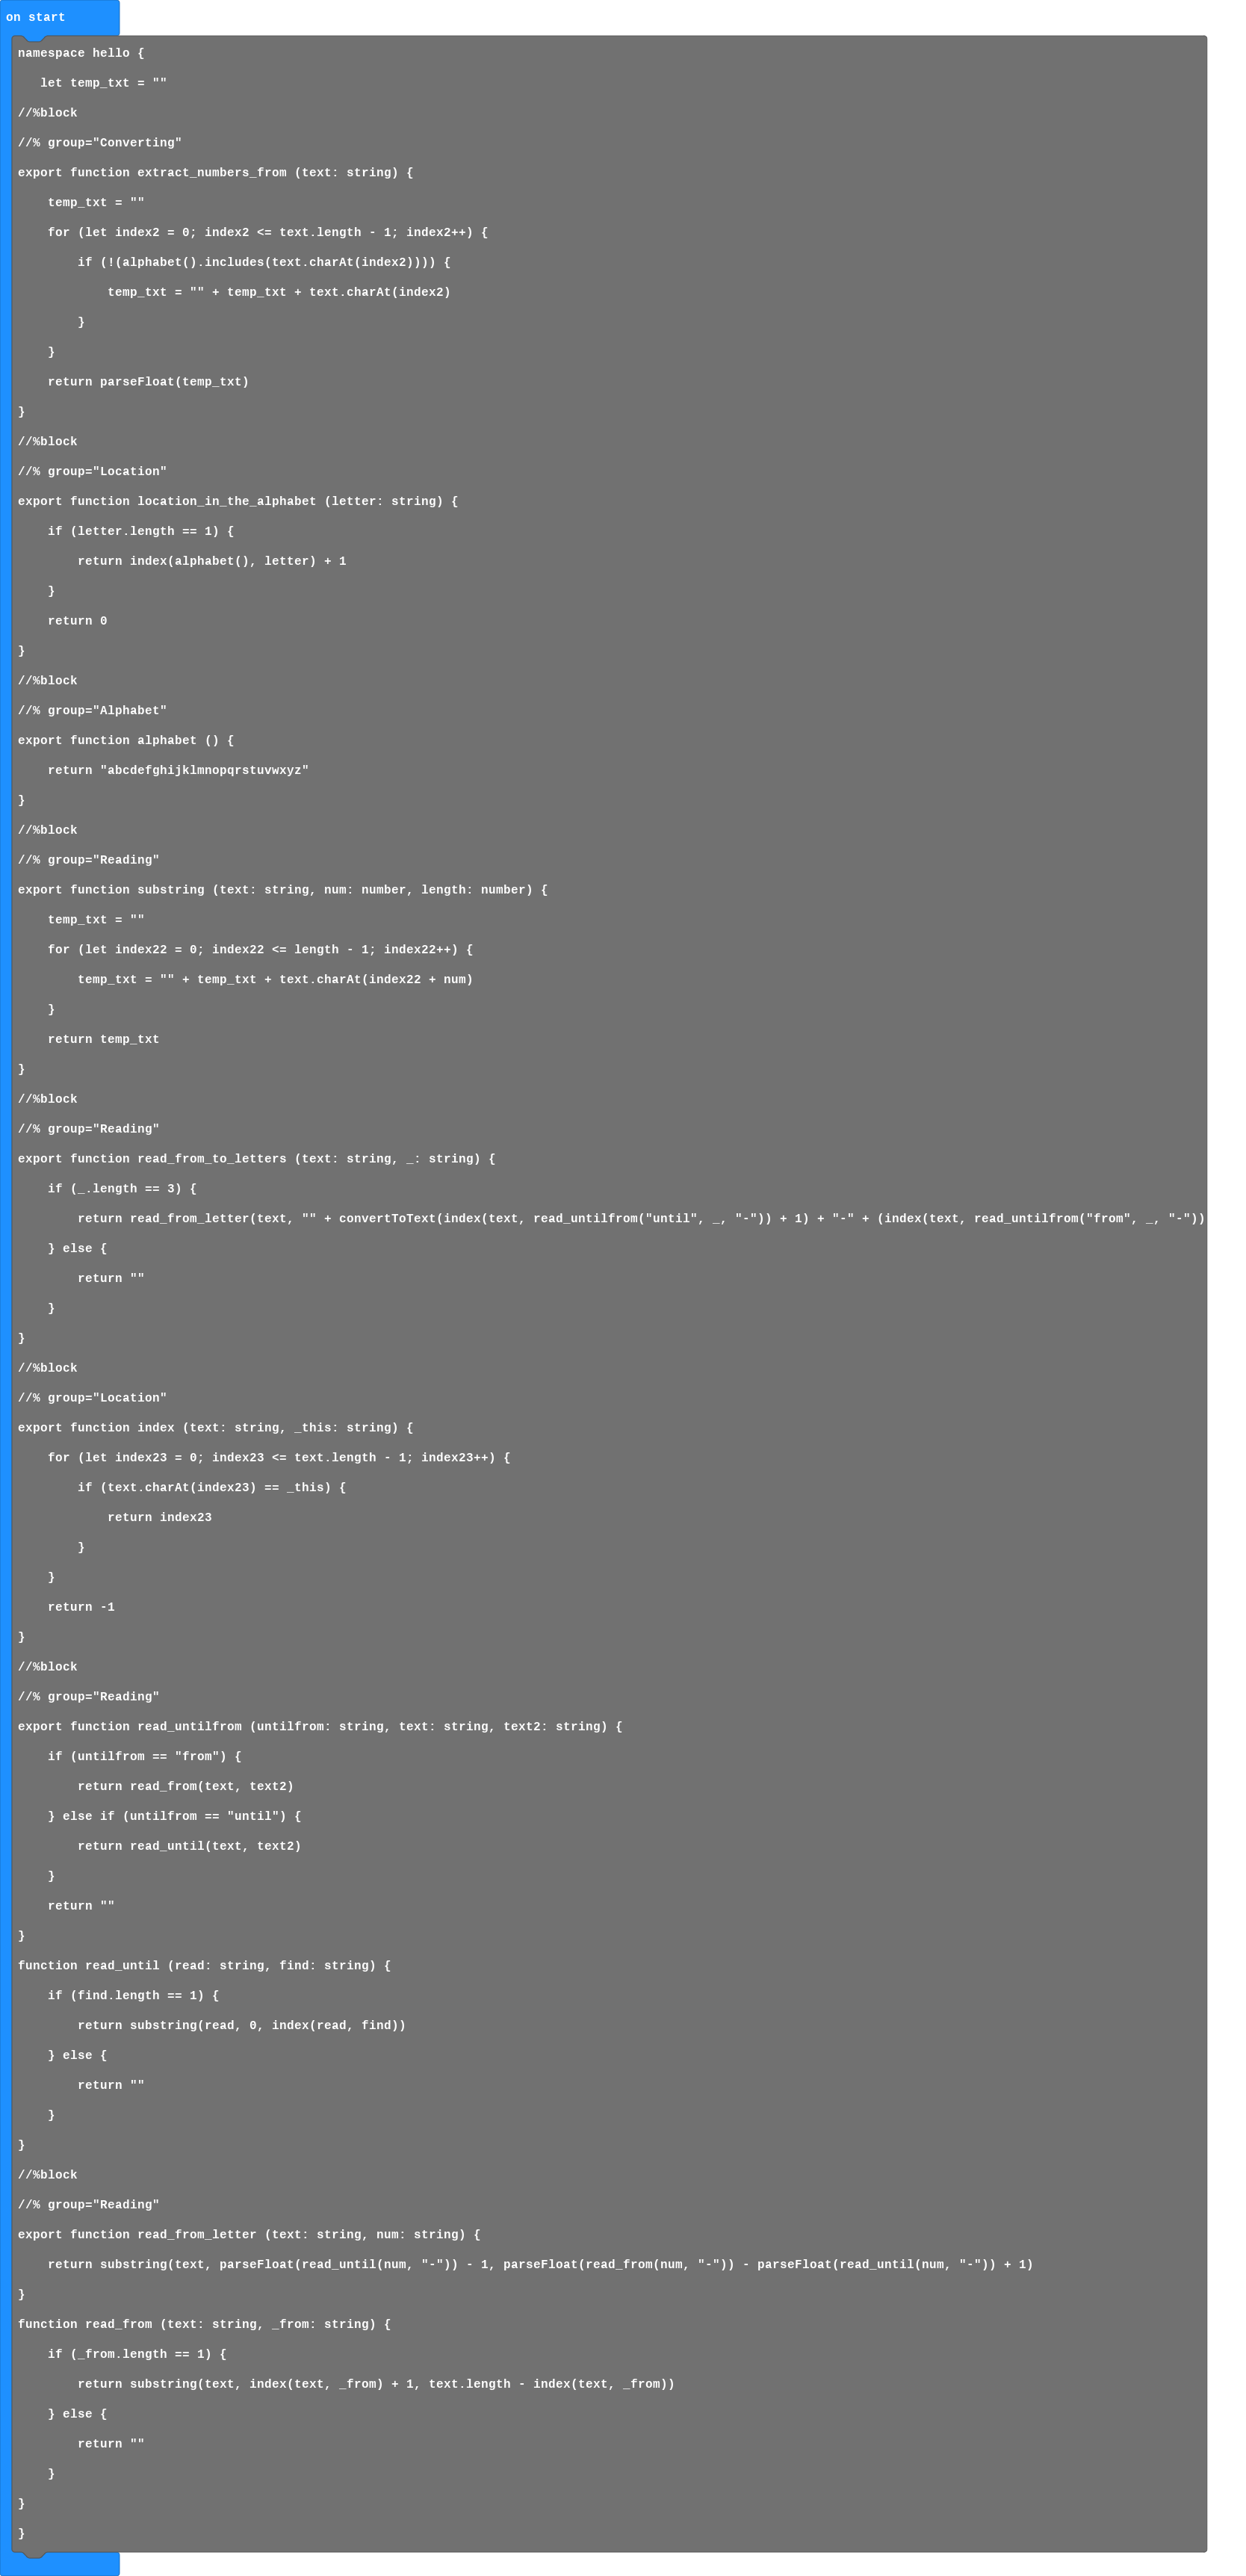 on start
namespace hello {
let temp_txt = ""
//%block
//% group="Converting"
export function extract_numbers_from (text: string) {
temp_txt = ""
for (let index2 = 0; index2 <= text.length - 1; index2++) {
if (!(alphabet().includes(text.charAt(index2)))) {
temp_txt = "" + temp_txt + text.charAt(index2)
}
}
return parseFloat(temp_txt)
}
//%block
//% group="Location"
export function location_in_the_alphabet (letter: string) {
if (letter.length == 1) {
return index(alphabet(), letter) + 1
}
return 0
}
//%block
//% group="Alphabet"
export function alphabet () {
return "abcdefghijklmnopqrstuvwxyz"
}
//%block
//% group="Reading"
export function substring (text: string, num: number, length: number) {
temp_txt = ""
for (let index22 = 0; index22 <= length - 1; index22++) {
temp_txt = "" + temp_txt + text.charAt(index22 + num)
}
return temp_txt
}
//%block
//% group="Reading"
export function read_from_to_letters (text: string, _: string) {
if (_.length == 3) {
return read_from_letter(text, "" + convertToText(index(text, read_untilfrom("until", _, "-")) + 1) + "-" + (index(text, read_untilfrom("from", _, "-"))
} else {
return ""
}
}
//%block
//% group="Location"
export function index (text: string, _this: string) {
for (let index23 = 0; index23 <= text.length - 1; index23++) {
if (text.charAt(index23) == _this) {
return index23
}
}
return -1
}
//%block
//% group="Reading"
export function read_untilfrom (untilfrom: string, text: string, text2: string) {
if (untilfrom == "from") {
return read_from(text, text2)
} else if (untilfrom == "until") {
return read_until(text, text2)
}
return ""
}
function read_until (read: string, find: string) {
if (find.length == 1) {
return substring(read, 0, index(read, find))
} else {
return ""
}
}
//%block
//% group="Reading"
export function read_from_letter (text: string, num: string) {
return substring(text, parseFloat(read_until(num, "-")) - 1, parseFloat(read_from(num, "-")) - parseFloat(read_until(num, "-")) + 1)
}
function read_from (text: string, _from: string) {
if (_from.length == 1) {
return substring(text, index(text, _from) + 1, text.length - index(text, _from))
} else {
return ""
}
}
}